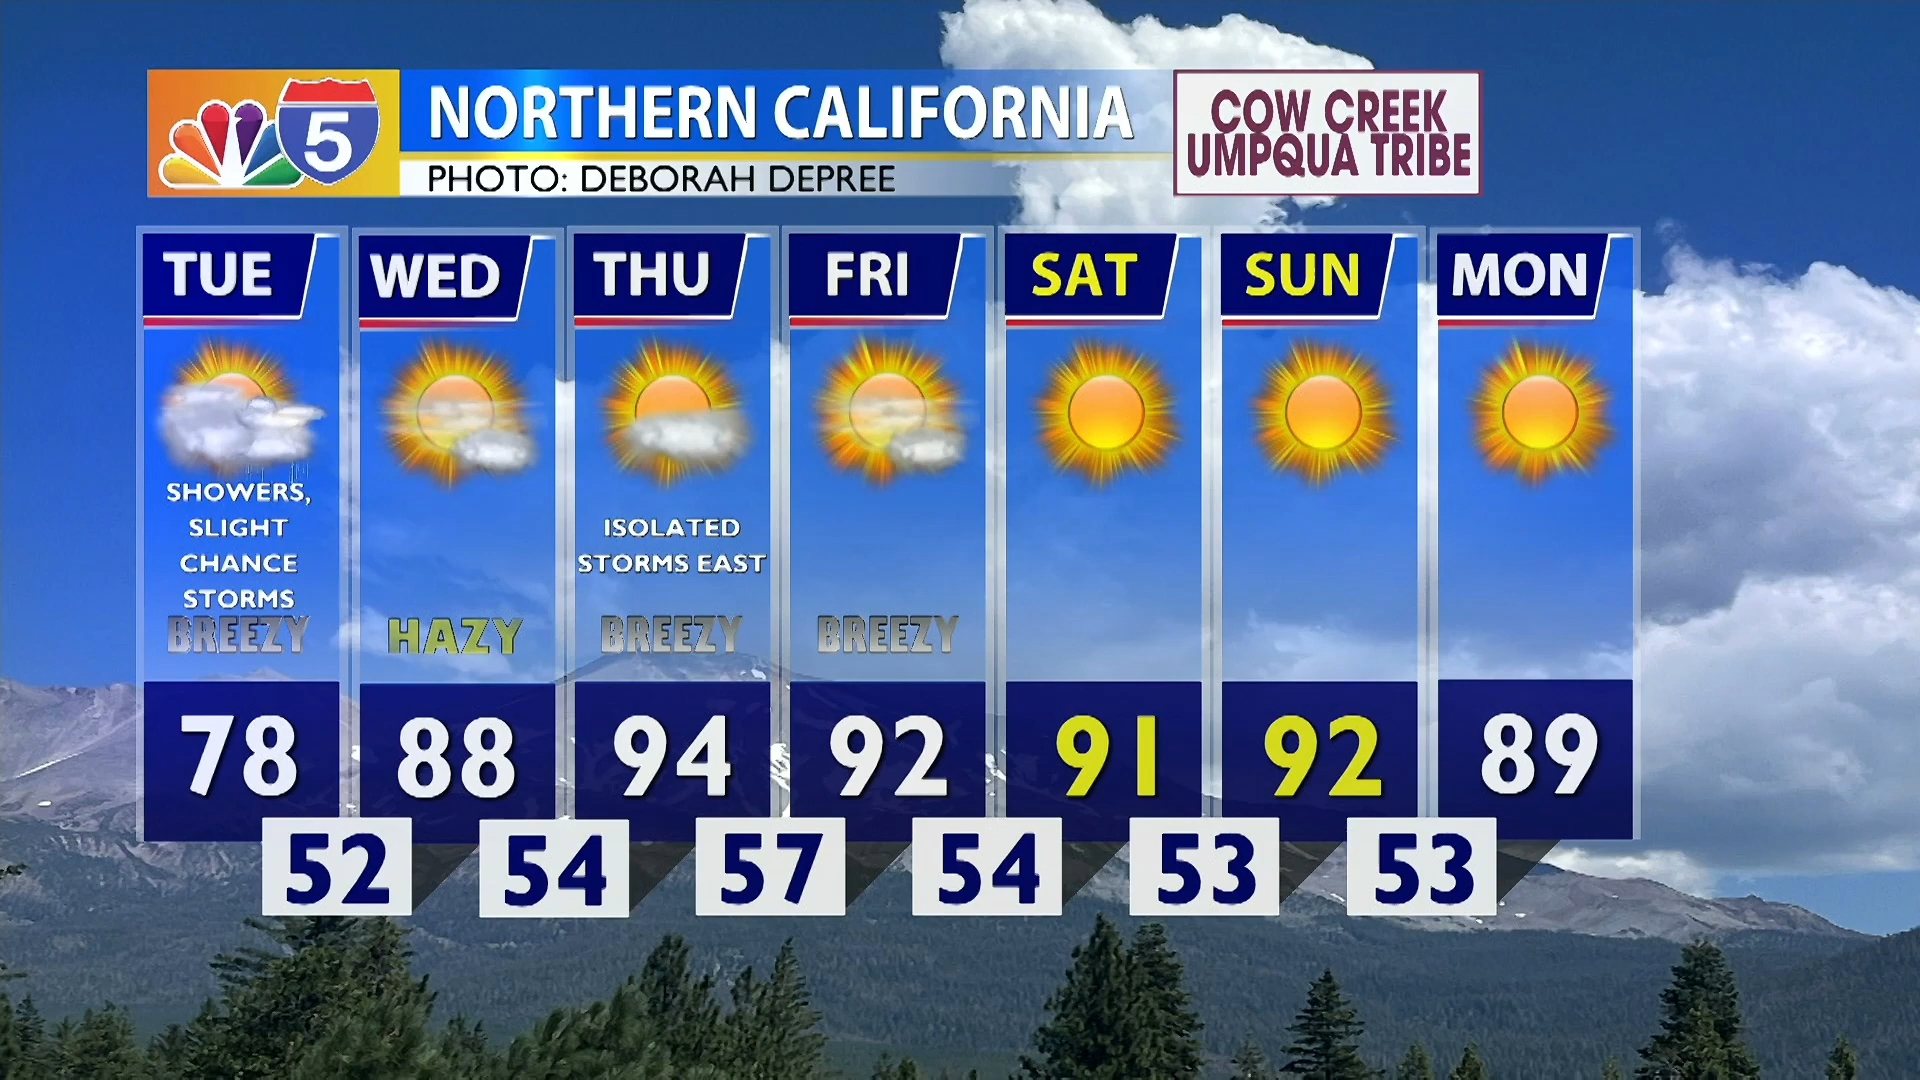 5
NORTHERN CALIFORNIA
PHOTO: DEBORAH DEPREE
COW CREEK
UMPQUA TRIBE
TUE
WED
THU
FRI
SAT
SUN
MON
SHOWERS,
SLIGHT
CHANCE
STORMS
BREEZY
HAZY
ISOLATED
STORMS EAST
BREEZY
BREEZY
78
88
94
92
91
92
89
52
54
57
54
53
53